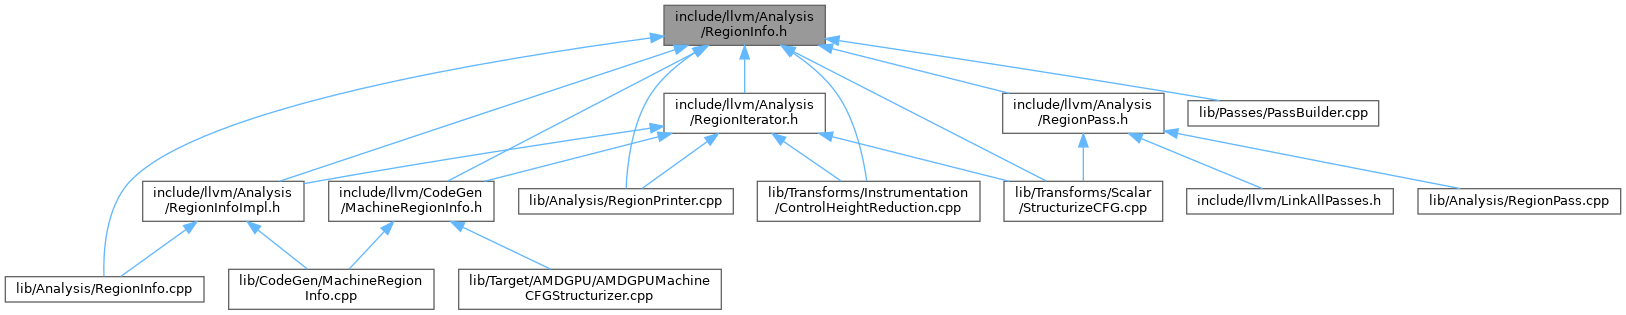 include/llvm/Analysis
/RegionInfo.h
include/llvm/Analysis
/RegionIterator.h
include/llvm/Analysis
/RegionPass.h
lib/Passes/PassBuilder.cpp
include/llvm/Analysis
/RegionInfoImpl.h
include/llvm/CodeGen
/MachineRegionInfo.h
lib/Analysis/RegionPrinter.cpp
lib/Transforms/Instrumentation
/ControlHeightReduction.cpp
lib/Transforms/Scalar
/StructurizeCFG.cpp
include/llvm/LinkAllPasses.h
lib/Analysis/RegionPass.cpp
lib/Analysis/RegionInfo.cpp
lib/CodeGen/MachineRegion
Info.cpp
lib/Target/AMDGPU/AMDGPUMachine
CFGStructurizer.cpp